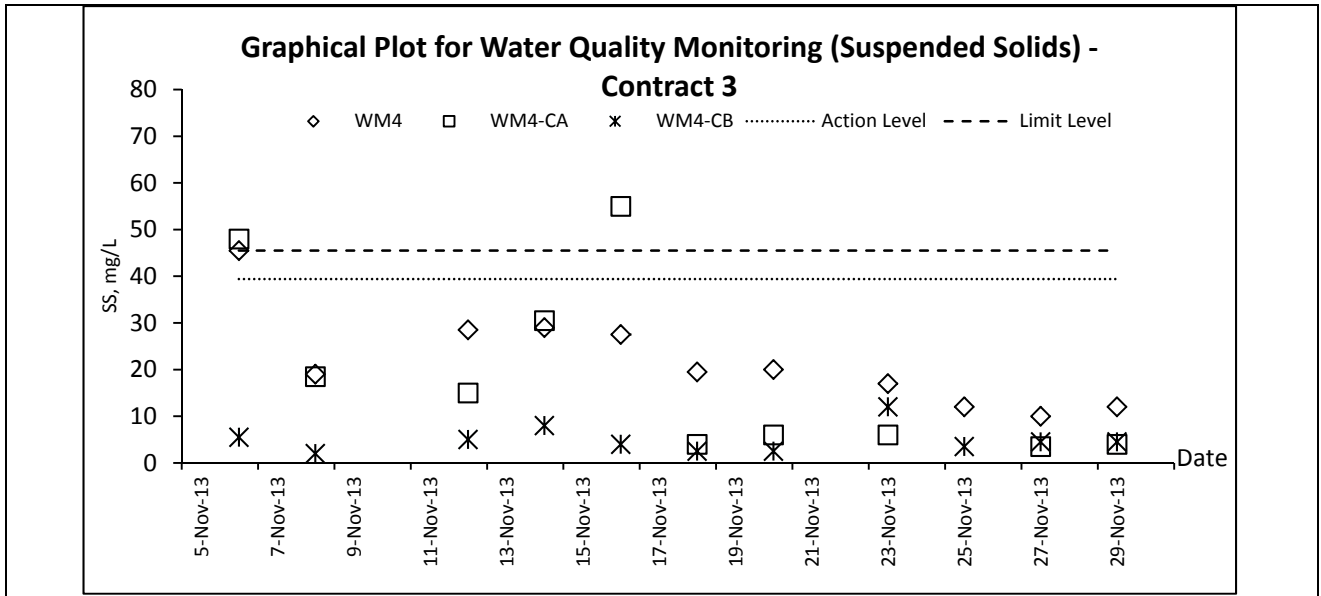 Graphical Plot for Water Quality Monitoring (Suspended Solids) -
Contract 3
WM4 WM4-CA WM4-CB Action Level Limit Level
SS, mg/L
80
70
60
50
40
30
20
10
0
Date
5-Nov-13
7-Nov-13
9-Nov-13
11-Nov-13
13-Nov-13
15-Nov-13
17-Nov-13
19-Nov-13
21-Nov-13
23-Nov-13
25-Nov-13
27-Nov-13
29-Nov-13